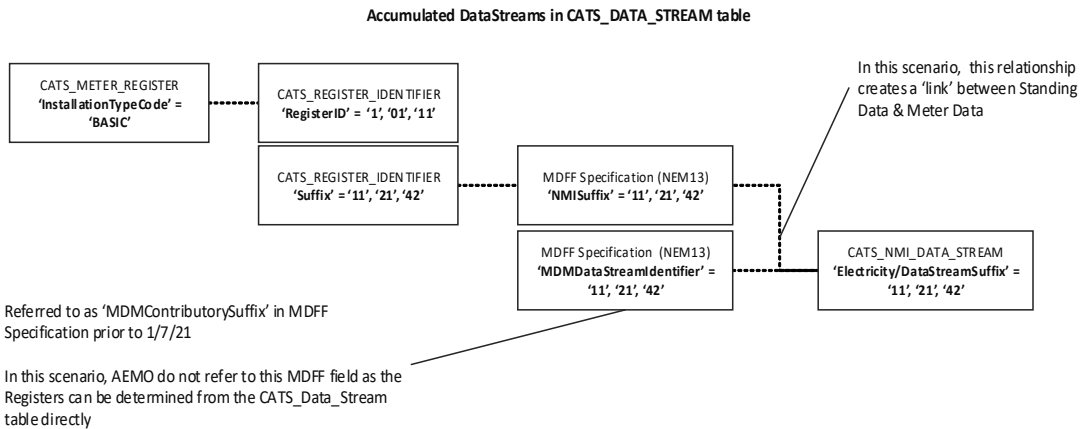 Accumulated DataStreams in CATS_DATA_STREAM table
CATS_METER_REGISTER
‘InstallationTypeCode’ =
‘BASIC’
CATS_REGISTER_IDENTIFIER
‘RegisterID’ = ‘1’, ‘01’, ‘11’
In this scenario, this relationship
creates a ‘link’ between Standing
Data & Meter Data
CATS_REGISTER_IDENTIFIER
‘Suffix’ = ‘11’, ‘21’, ‘42’
MDFF Specification (NEM13)
‘NMISuffix’ = ‘11’, ‘21’, ‘42’
MDFF Specification (NEM13)
‘MDMDataStreamIdentifier’ =
‘11’, ‘21’, ‘42’
CATS_NMI_DATA_STREAM
‘Electricity/DataStreamSuffix’ =
‘11’, ‘21’, ‘42’
Referred to as ‘MDMContributorySuffix’ in MDFF
Specification prior to 1/7/21
In this scenario, AEMO do not refer to this MDFF field as the
Registers can be determined from the CATS_Data_Stream
table directly